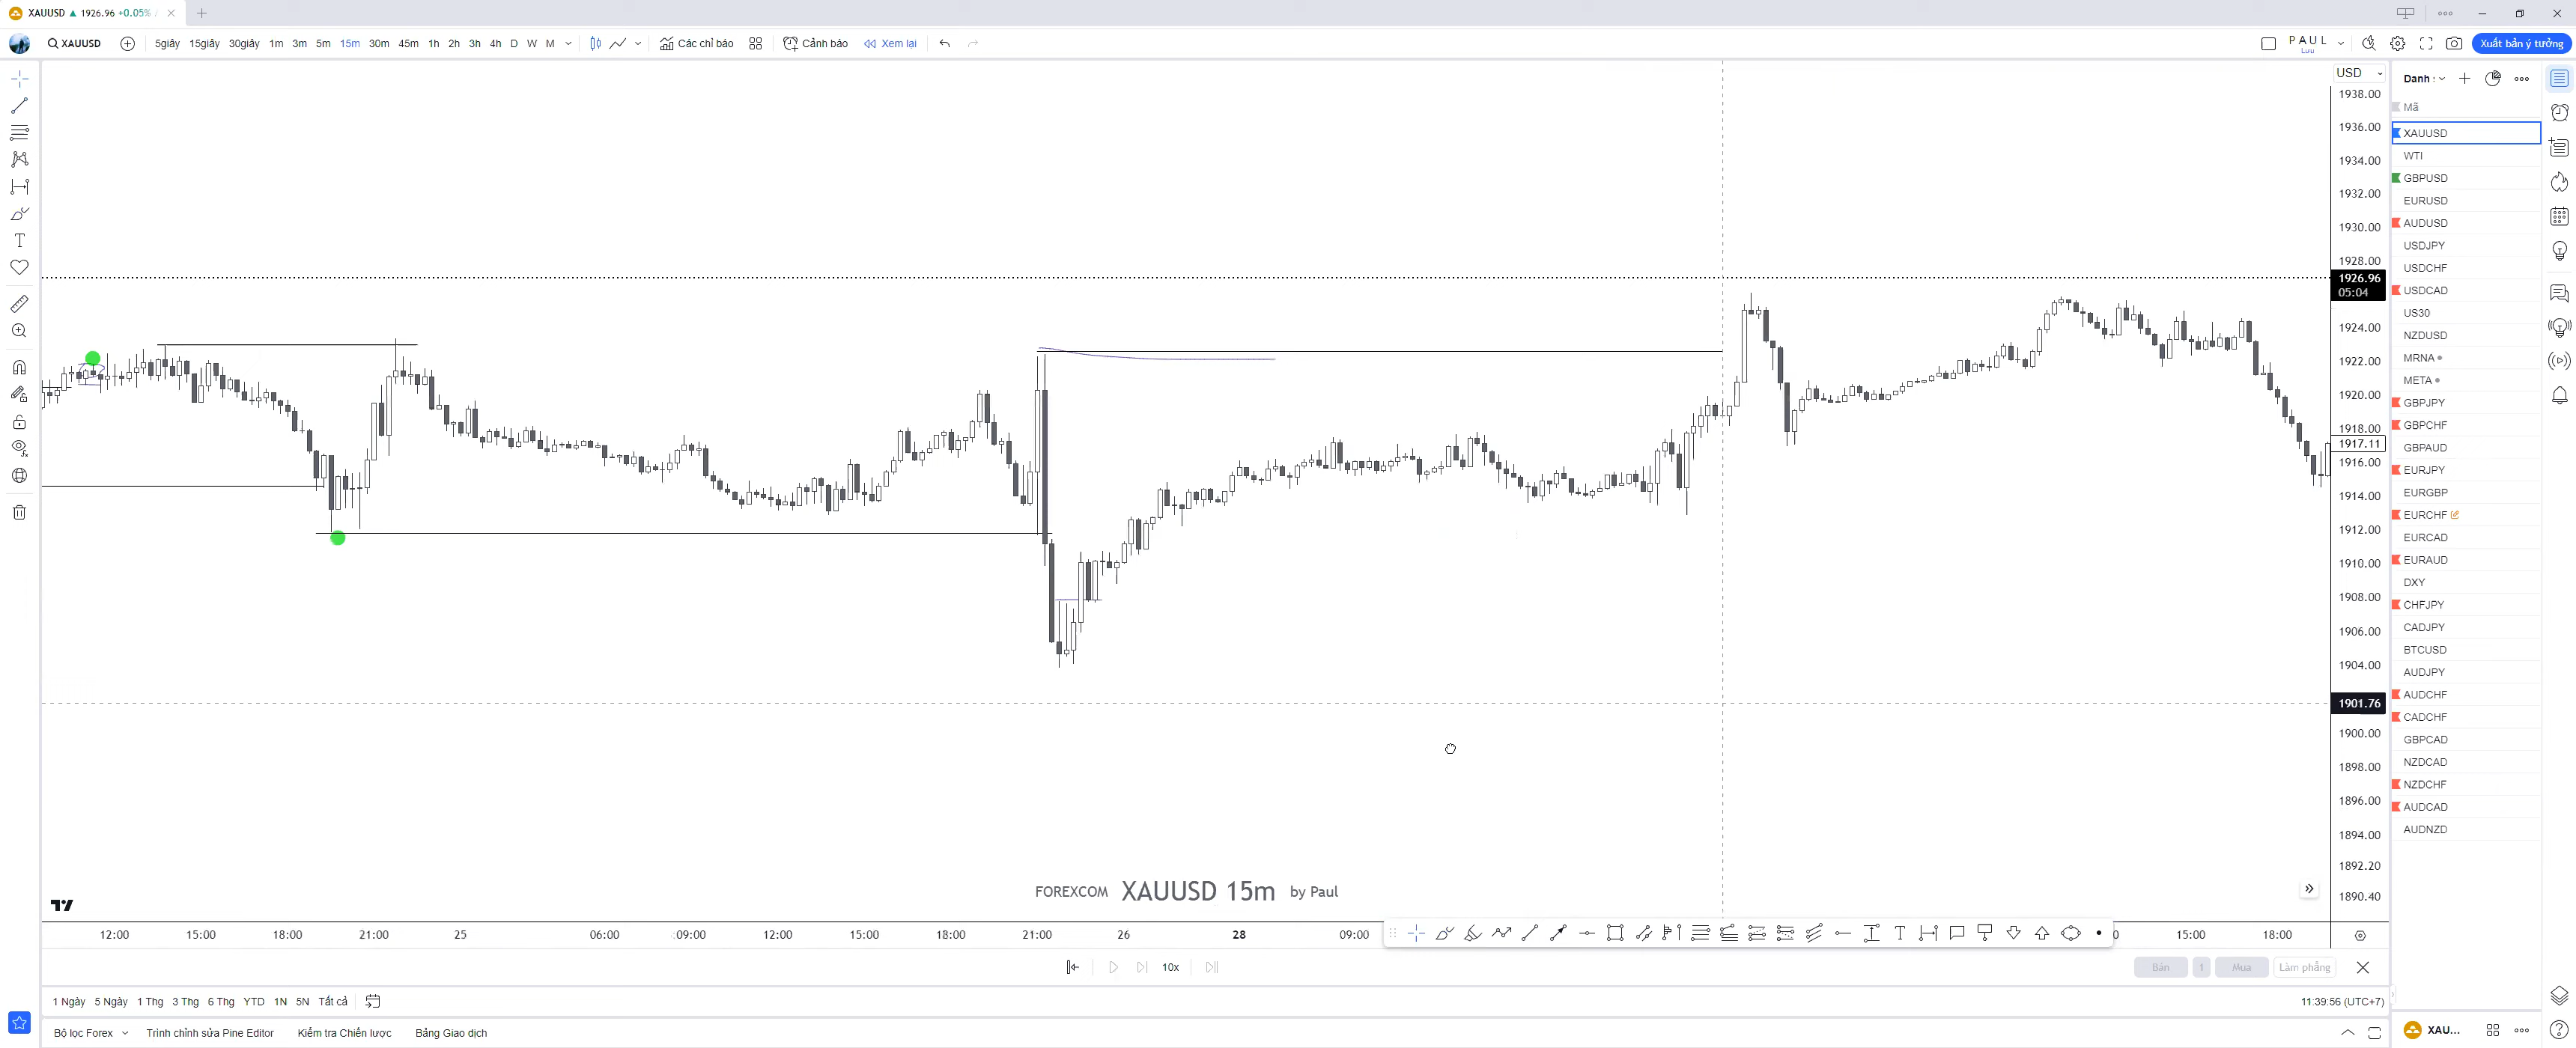 XAUUSD ▲ 1926.96 +0.05% /
XAUUSD 5giây 15giây 30giây 1m 3m 5m 15m 30m 45m 1h 2h 3h 4h D W M Các chỉ báo Cảnh báo Xem lại PAUL Lưu Xuất bản ý tưởng
USD
1938.00
1936.00
1934.00
1932.00
1930.00
1928.00
1926.96
05:04
1924.00
1922.00
1920.00
1918.00
1917.11
1916.00
1914.00
1912.00
1910.00
1908.00
1906.00
1904.00
1901.76
1900.00
1898.00
1896.00
1894.00
1892.20
1890.40
Danh :
Mã
XAUUSD
WTI
GBPUSD
EURUSD
AUDUSD
USDJPY
USDCHF
USDCAD
US30
NZDUSD
MRNA
META
GBPJPY
GBPCHF
GBPAUD
EURJPY
EURGBP
EURCHF
EURCAD
EURAUD
DXY
CHFJPY
CADJPY
BTCUSD
AUDJPY
AUDCHF
CADCHF
GBPCAD
NZDCAD
NZDCHF
AUDCAD
AUDNZD
FOREXCOM XAUUSD 15m by Paul
12:00 15:00 18:00 21:00 25 06:00 09:00 12:00 15:00 18:00 21:00 26 28 09:00 15:00 18:00
10x Bán 1 Mua Làm phẳng
1 Ngày 5 Ngày 1 Thg 3 Thg 6 Thg YTD 1N 5N Tất cả 11:39:56 (UTC+7)
Bộ lọc Forex Trình chỉnh sửa Pine Editor Kiểm tra Chiến lược Bảng Giao dịch XAU...